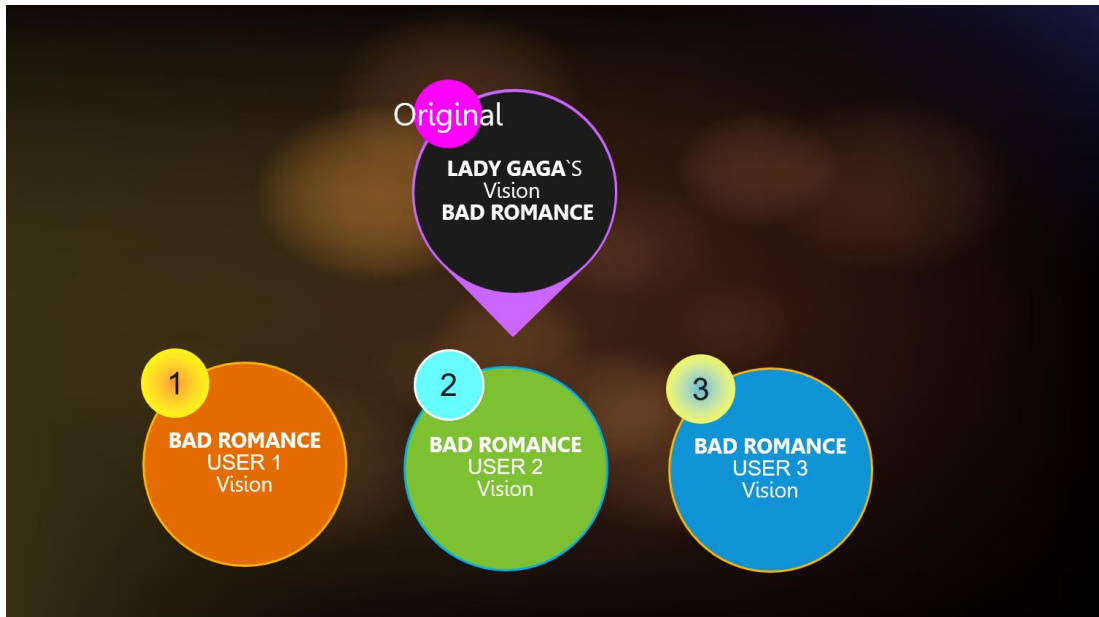 Original
LADY GAGA`S
Vision
BAD ROMANCE
1
BAD ROMANCE
USER 1
Vision
2
BAD ROMANCE
USER 2
Vision
3
BAD ROMANCE
USER 3
Vision